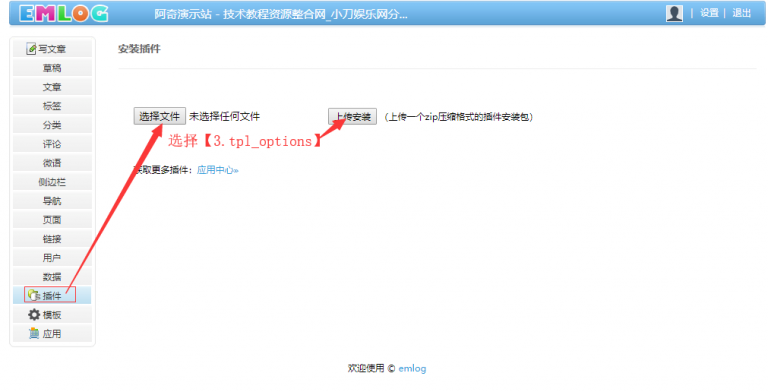 EMLOG
阿奇演示站 - 技术教程资源整合网_小刀娱乐网分...
| 设置 | 退出
写文章
草稿
文章
标签
分类
评论
微语
侧边栏
导航
页面
链接
用户
数据
插件
模板
应用
安装插件
选择文件 未选择任何文件
上传安装 (上传一个zip压缩格式的插件安装包)
选择【3.tpl_options】
获取更多插件：应用中心»
欢迎使用 © emlog